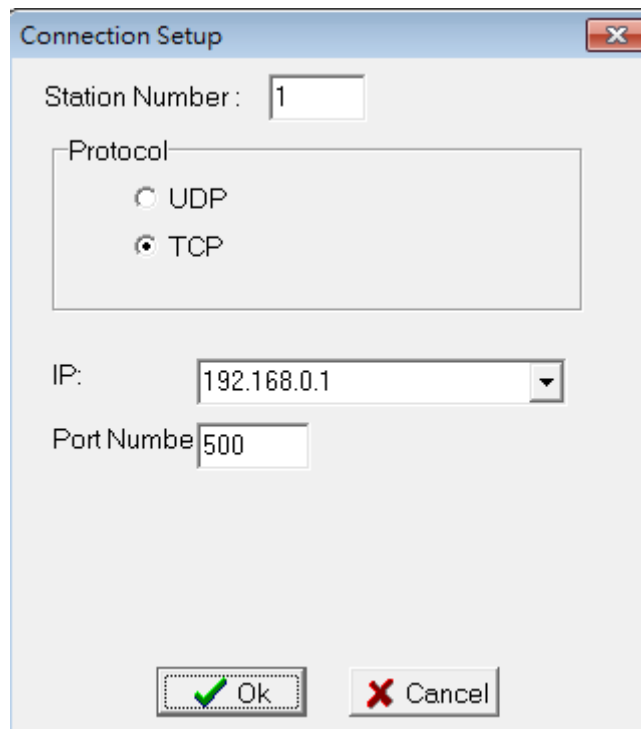 Connection Setup
Station Number : 1
Protocol
UDP
TCP
IP: 192.168.0.1
Port Numbe 500
Ok Cancel